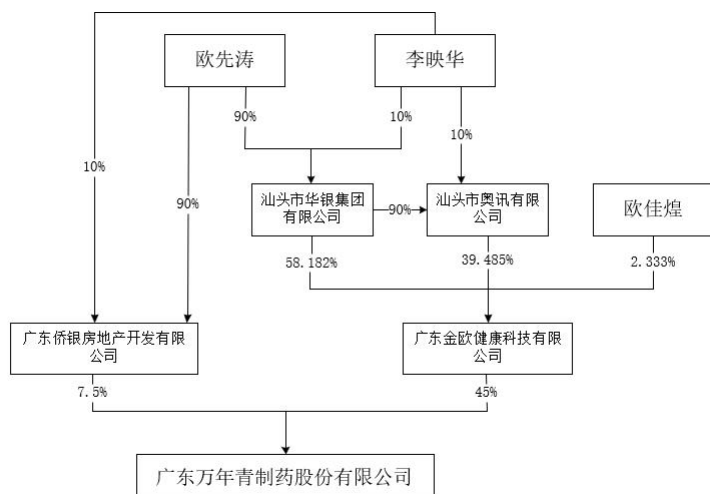 欧先涛
李映华
90%
10%
10%
10%
90%
汕头市华银集团
有限公司
90%
汕头市奥讯有限
公司
欧佳煌
58.182%
39.485%
2.333%
广东侨银房地产开发有限
公司
广东金欧健康科技有限
公司
7.5%
45%
广东万年青制药股份有限公司